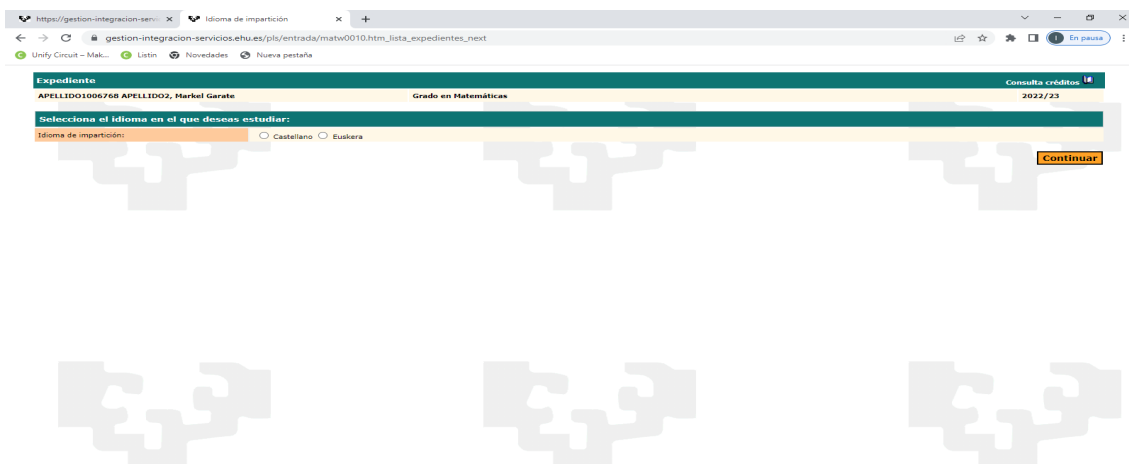 https://gestion-integracion-servic Idioma de impartición
gestion-integracion-servicios.ehu.es/pls/entrada/matw0010.htm_lista_expedientes_next En pausa
Unify Circuit – Mak... Listin Novedades Nueva pestaña
Expediente Consulta créditos
APELLIDO1006768 APELLIDO2, Markel Garate Grado en Matemáticas 2022/23
Selecciona el idioma en el que deseas estudiar:
Idioma de impartición: Castellano Euskera
Continuar